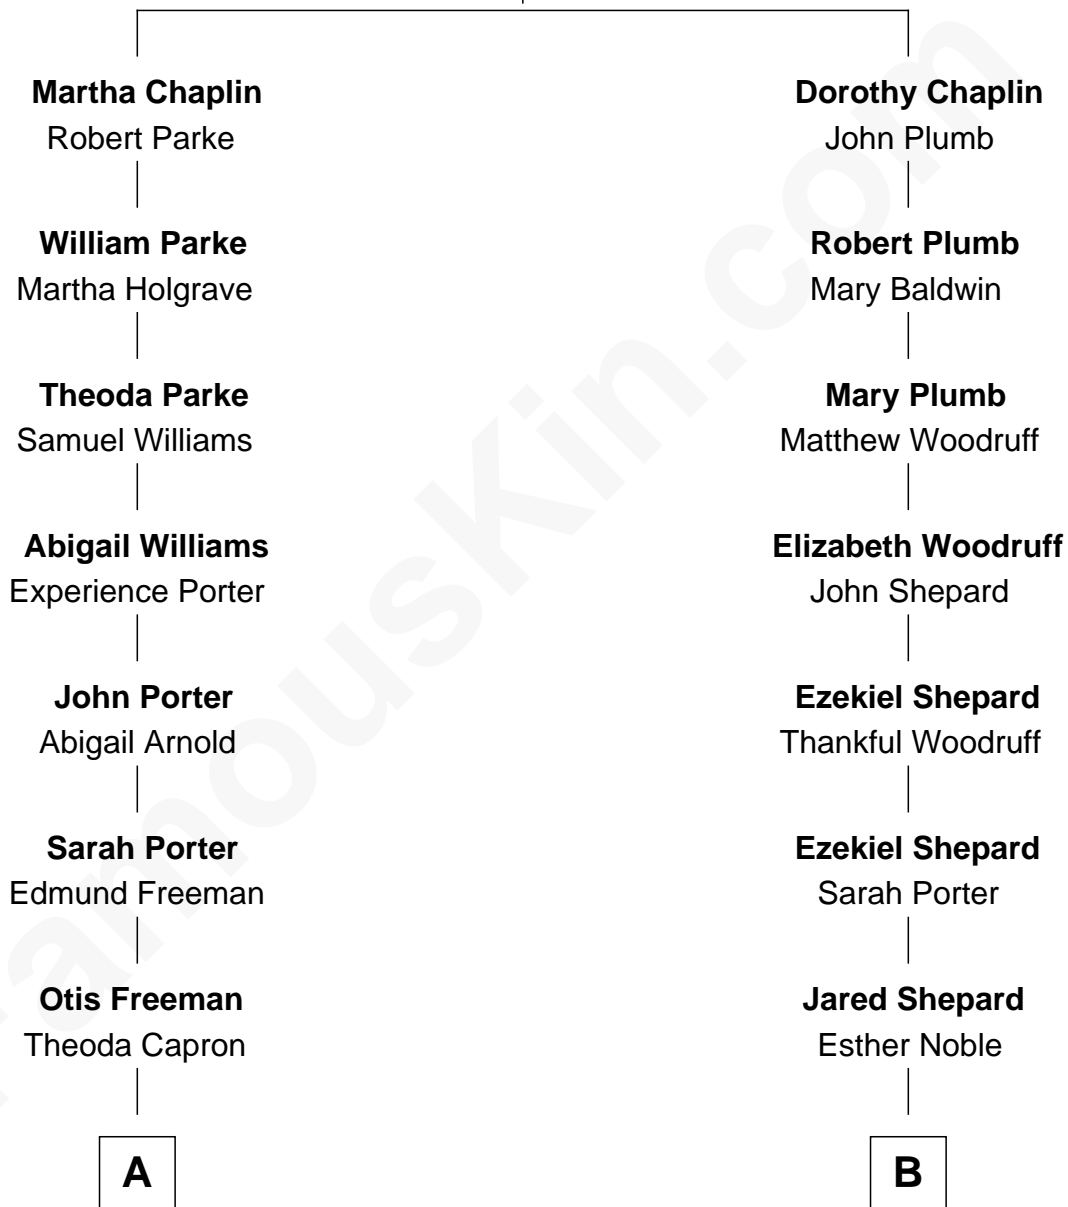 Martha Chaplin
Robert Parke
William Parke
Martha Holgrave
Theoda Parke
Samuel Williams
Abigail Williams
Experience Porter
John Porter
Abigail Arnold
Sarah Porter
Edmund Freeman
Otis Freeman
Theoda Capron
A
Dorothy Chaplin
John Plumb
Robert Plumb
Mary Baldwin
Mary Plumb
Matthew Woodruff
Elizabeth Woodruff
John Shepard
Ezekiel Shepard
Thankful Woodruff
Ezekiel Shepard
Sarah Porter
Jared Shepard
Esther Noble
B
FamousKin.com